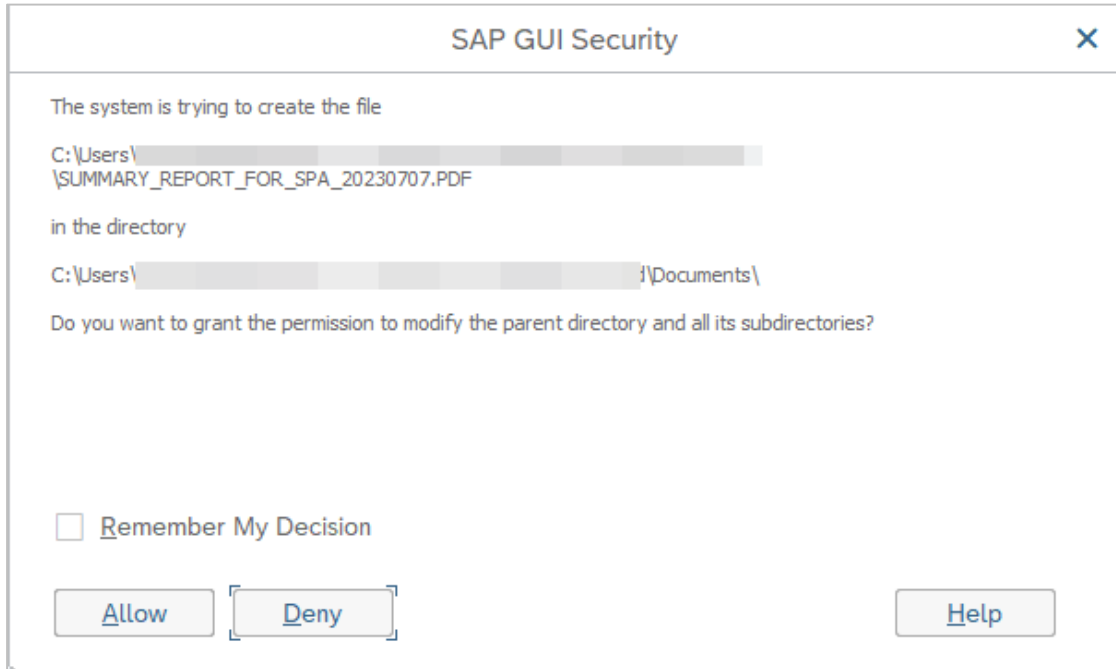 SAP GUI Security
The system is trying to create the file
C:\Users\
\SUMMARY_REPORT_FOR_SPA_20230707.PDF
in the directory
C:\Users\ \Documents\
Do you want to grant the permission to modify the parent directory and all its subdirectories?
Remember My Decision
Allow Deny Help